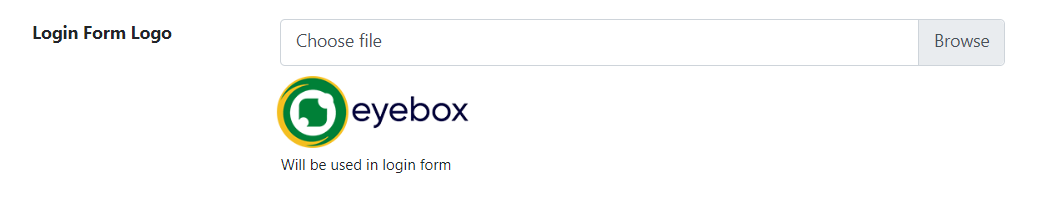 Login Form Logo
Choose file
Browse
eyebox
Will be used in login form